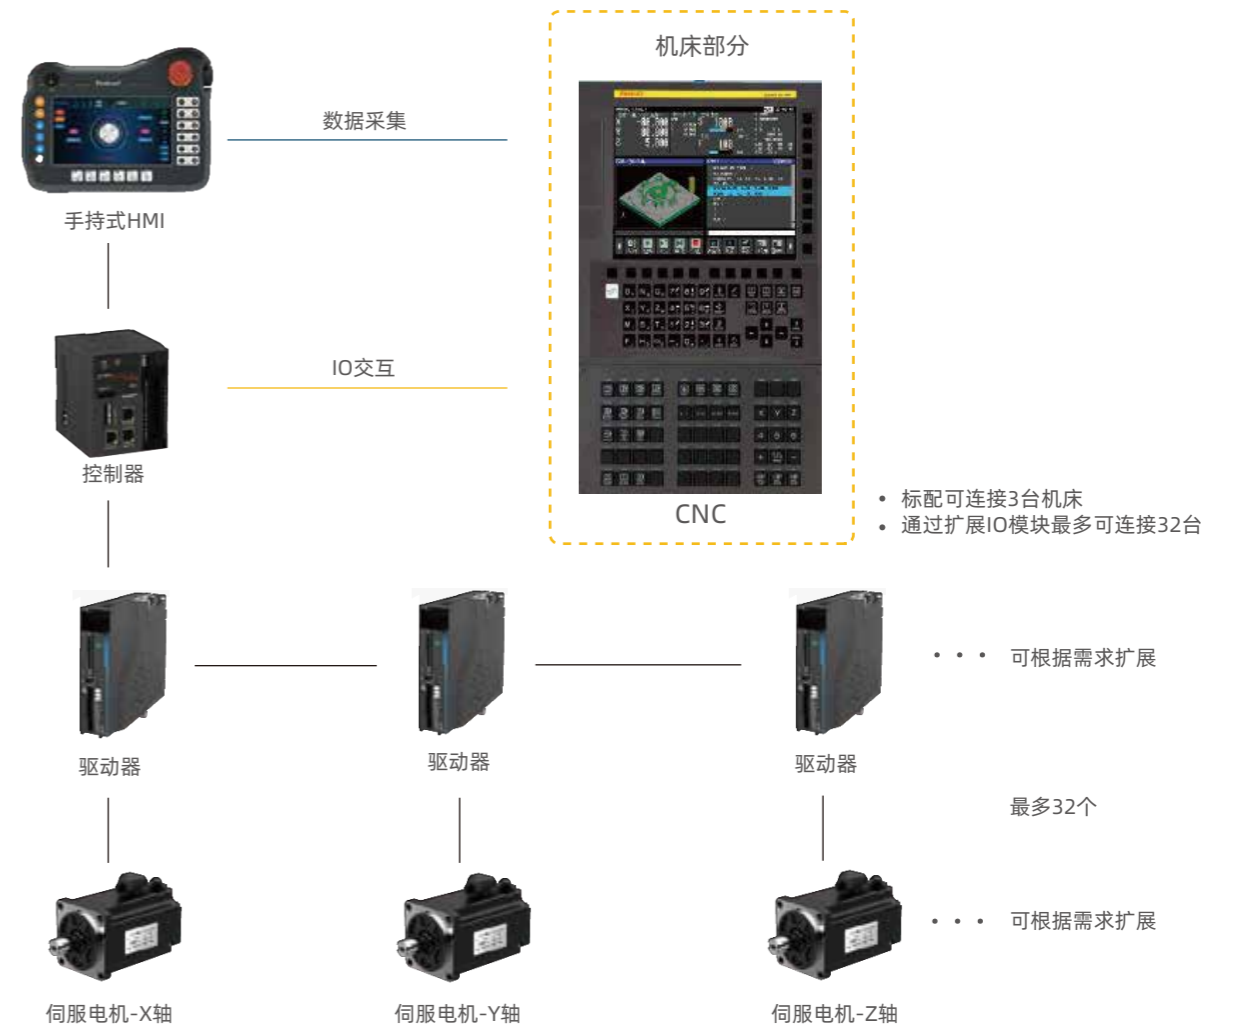 机床部分
数据采集
手持式HMI
IO交互
控制器
CNC
• 标配可连接3台机床
• 通过扩展IO模块最多可连接32台
可根据需求扩展
驱动器
驱动器
驱动器
最多32个
可根据需求扩展
伺服电机-X轴
伺服电机-Y轴
伺服电机-Z轴